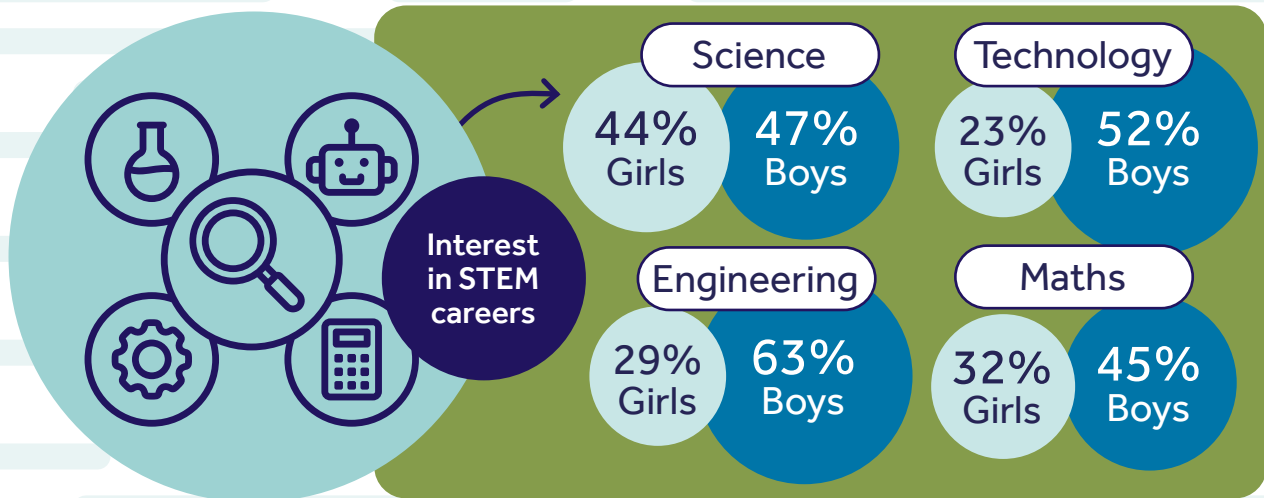 Interest
in STEM
careers
Science
44%
Girls
47%
Boys
Technology
23%
Girls
52%
Boys
Engineering
29%
Girls
63%
Boys
Maths
32%
Girls
45%
Boys